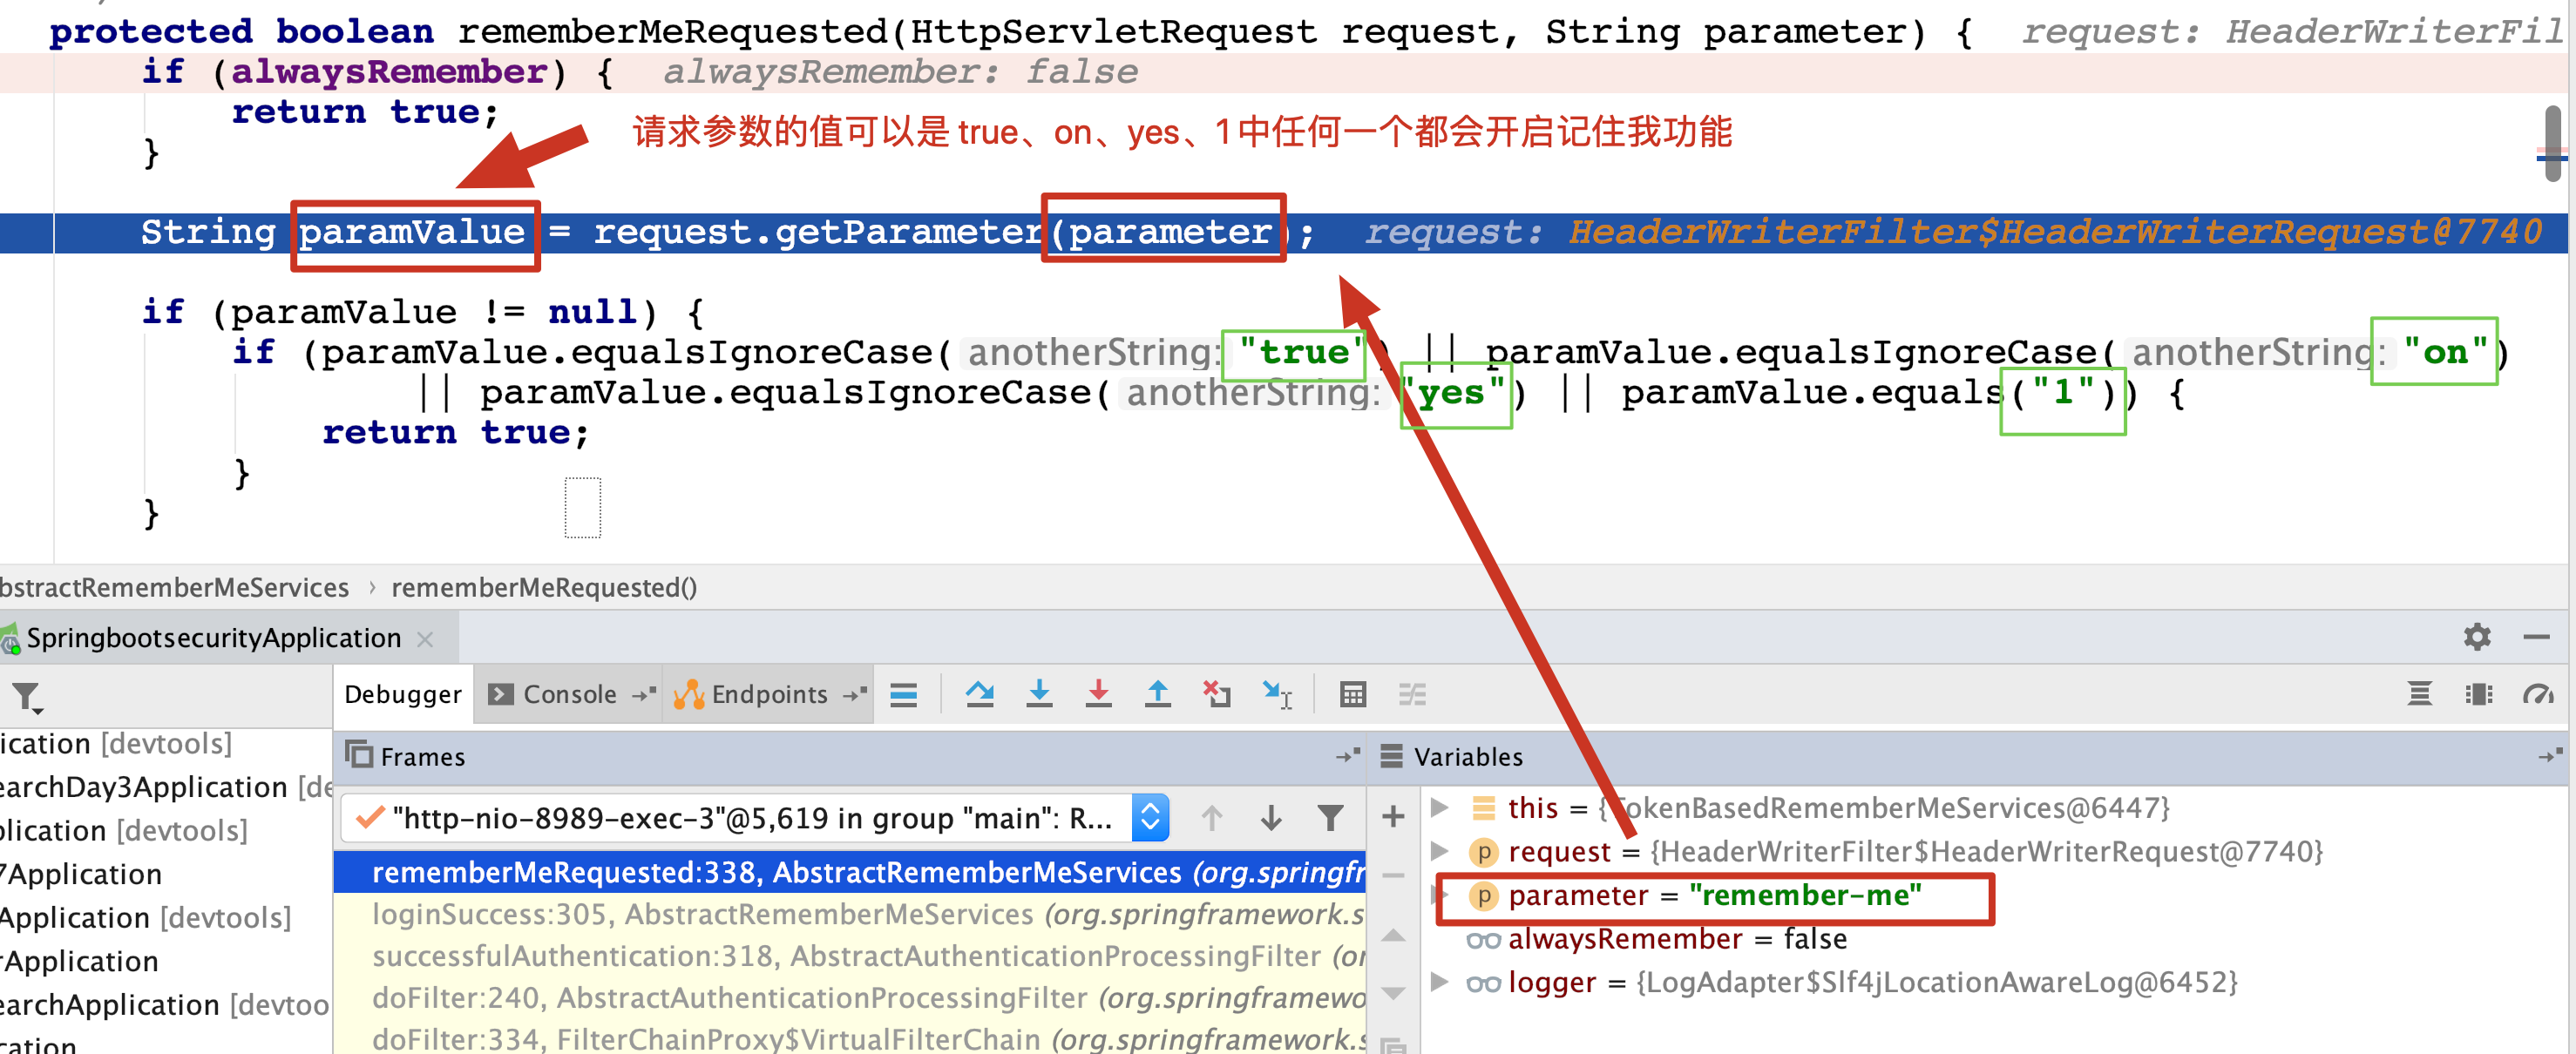 protected boolean rememberMeRequested(HttpServletRequest request, String parameter) { request: HeaderWriterFil
if (alwaysRemember) { alwaysRemember: false
return true;
请求参数的值可以是 true、on、yes、1中任何一个都会开启记住我功能
}
String paramValue = request.getParameter(parameter); request: HeaderWriterFilter$HeaderWriterRequest@7740
if (paramValue != null) {
if (paramValue.equalsIgnoreCase( anotherString: "true") || paramValue.equalsIgnoreCase( anotherString: "on")
|| paramValue.equalsIgnoreCase( anotherString: "yes") || paramValue.equals("1")) {
return true;
}
}
bstractRememberMeServices › rememberMeRequested()
SpringbootsecurityApplication
Debugger Console Endpoints
ication [devtools]
earchDay3Application [de
plication [devtools]
7Application
Application [devtools]
rApplication
earchApplication [devtoo
cation
Frames
"http-nio-8989-exec-3"@5,619 in group "main": R...
rememberMeRequested:338, AbstractRememberMeServices (org.springfr
loginSuccess:305, AbstractRememberMeServices (org.springframework.s
successfulAuthentication:318, AbstractAuthenticationProcessingFilter (or
doFilter:240, AbstractAuthenticationProcessingFilter (org.springframewo
doFilter:334, FilterChainProxy$VirtualFilterChain (org.springframework.s
Variables
this = {TokenBasedRememberMeServices@6447}
request = {HeaderWriterFilter$HeaderWriterRequest@7740}
parameter = "remember-me"
alwaysRemember = false
logger = {LogAdapter$Slf4jLocationAwareLog@6452}